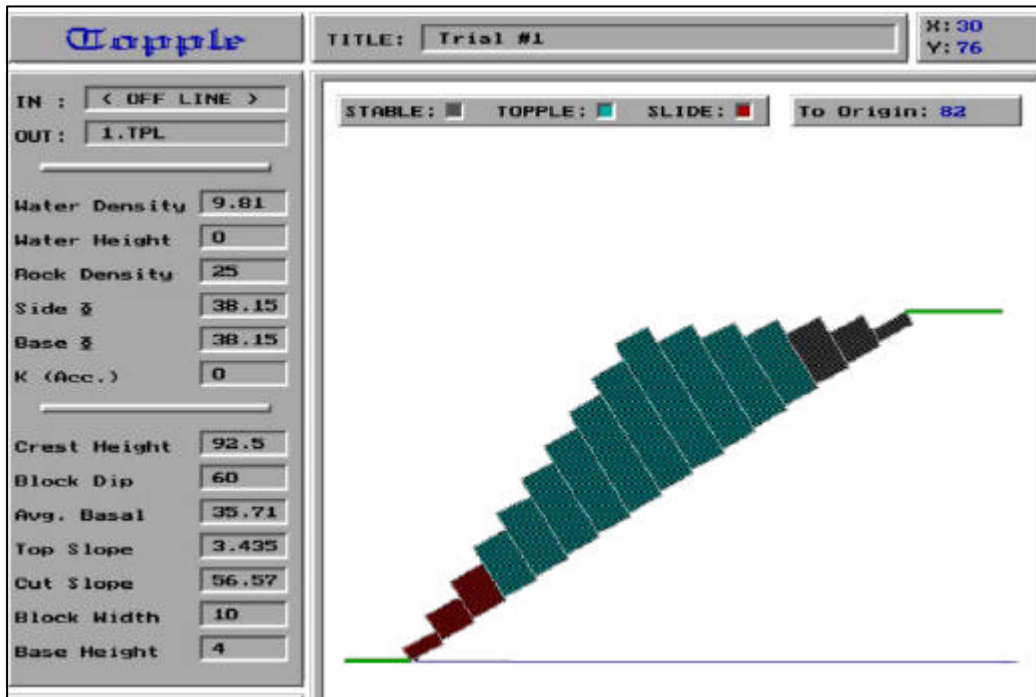 Topple
TITLE: Trial #1
X: 30
Y: 76
IN : < OFF LINE >
OUT: 1.TPL
Water Density 9.81
Water Height 0
Rock Density 25
Side Φ 38.15
Base Φ 38.15
K (Acc.) 0
Crest Height 92.5
Block Dip 60
Avg. Basal 35.71
Top Slope 3.435
Cut Slope 56.57
Block Width 10
Base Height 4
STABLE: TOPPLE: SLIDE:
To Origin: 82